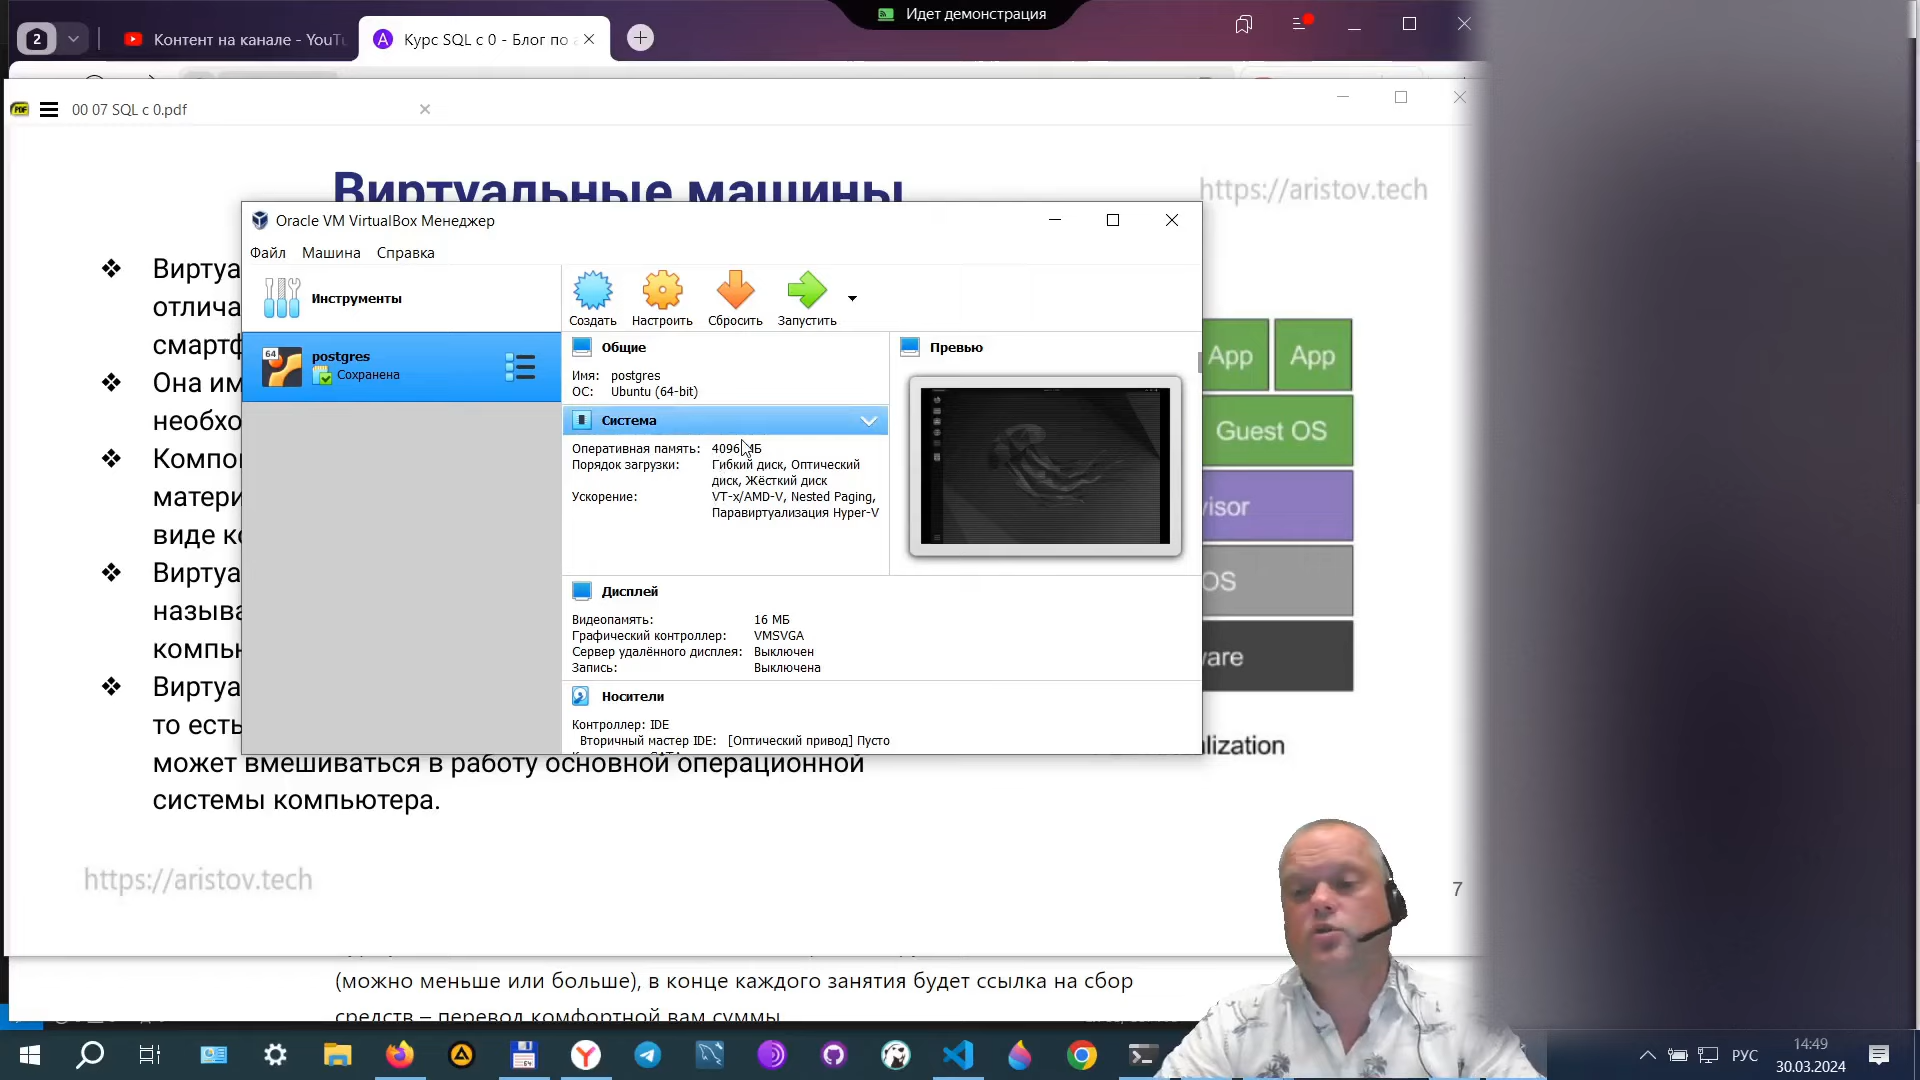 Идет демонстрация
2
Контент на канале - YouTu
Курс SQL с 0 - Блог по
00 07 SQL с 0.pdf
Виртуальные машины
https://aristov.tech
Oracle VM VirtualBox Менеджер
Файл Машина Справка
Инструменты
Создать Настроить Сбросить Запустить
64
postgres
Сохранена
Общие
Имя: postgres
ОС: Ubuntu (64-bit)
Система
Оперативная память: 4096 МБ
Порядок загрузки: Гибкий диск, Оптический
диск, Жёсткий диск
Ускорение: VT-x/AMD-V, Nested Paging,
Паравиртуализация Hyper-V
Превью
Дисплей
Видеопамять: 16 МБ
Графический контроллер: VMSVGA
Сервер удалённого дисплея: Выключен
Запись: Выключена
Носители
Контроллер: IDE
Вторичный мастер IDE: [Оптический привод] Пусто
Виртуа
отлича
смартф
Она им
необхо
Компо
матери
виде к
Виртуа
называ
компь
Виртуа
то есть
может вмешиваться в работу основной операционной
системы компьютера.
App App
Guest OS
visor
OS
ware
lization
https://aristov.tech
7
(можно меньше или больше), в конце каждого занятия будет ссылка на сбор
средств – перевод комфортной вам суммы
РУС
14:49
30.03.2024